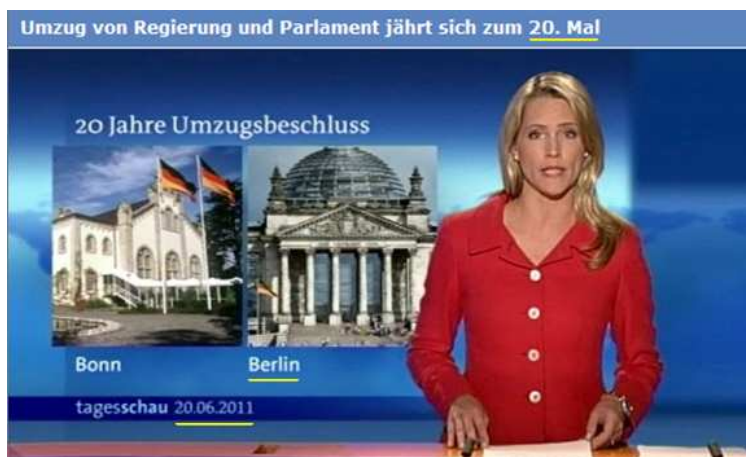 Umzug von Regierung und Parlament jährt sich zum 20. Mal
20 Jahre Umzugsbeschluss
Bonn
Berlin
tagesschau 20.06.2011